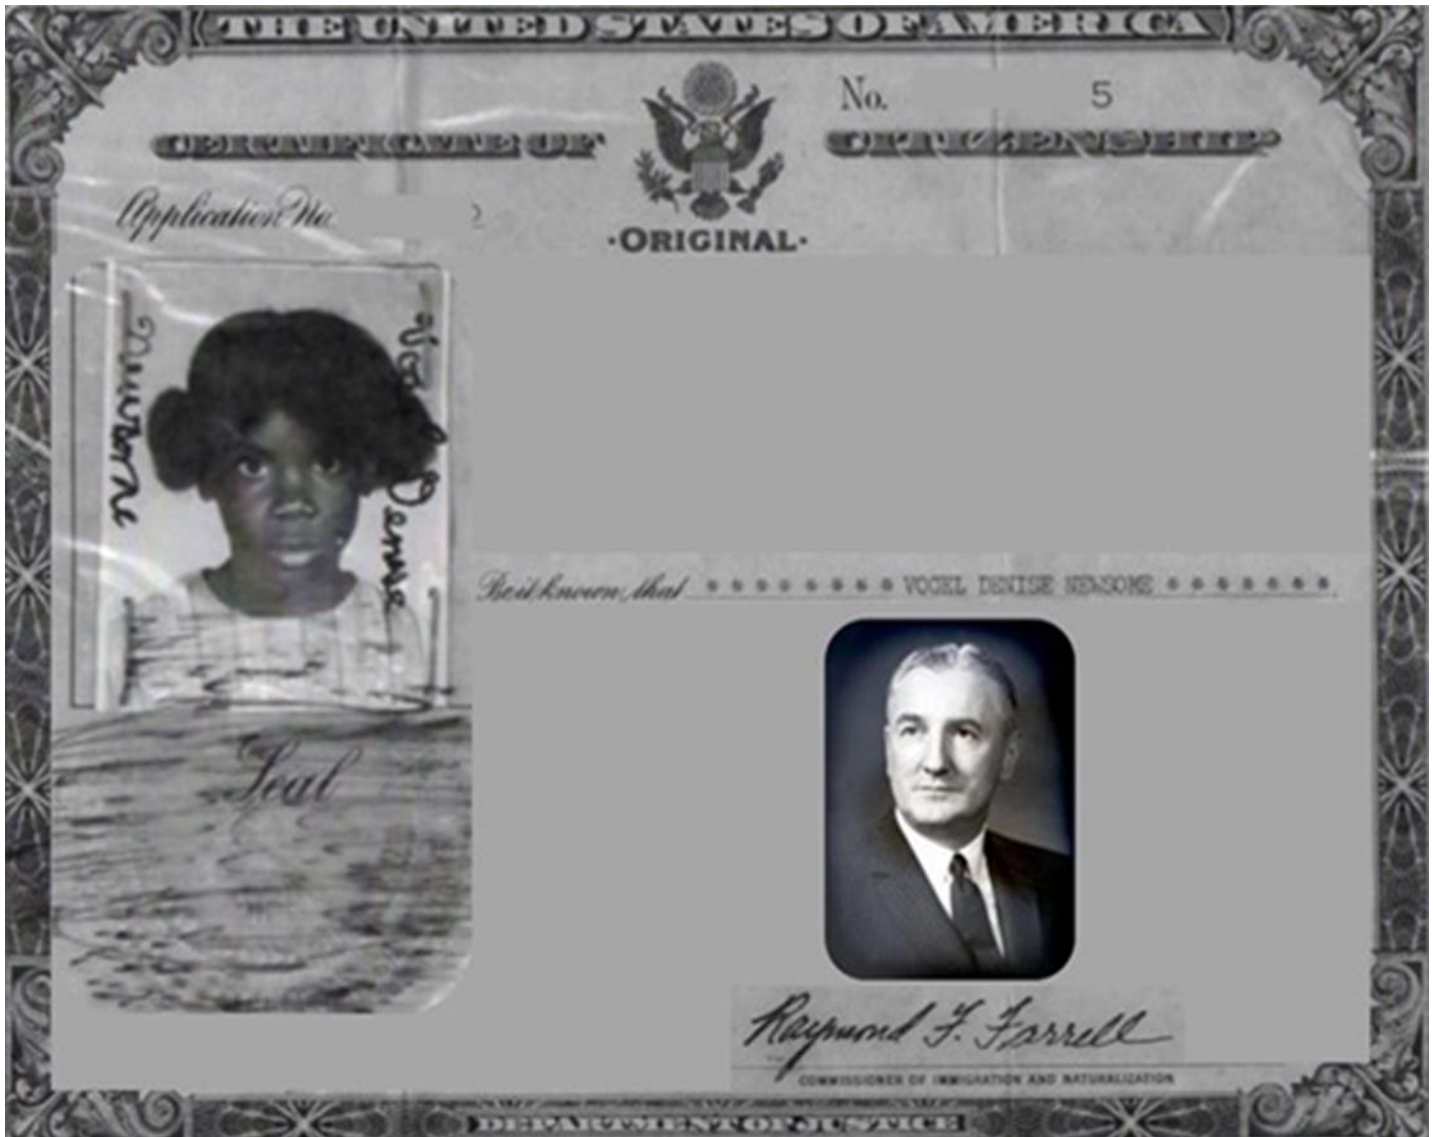 THE UNITED STATES OF AMERICA
No. 5
CERTIFICATE OF CITIZENSHIP
Application No.
·ORIGINAL·
Vogel Denise
Newsome
Be it known, that * * * * * * * * VOGEL DENISE NEWSOME * * * * * * *.
Seal
Raymond F. Farrell
COMMISSIONER OF IMMIGRATION AND NATURALIZATION
DEPARTMENT OF JUSTICE